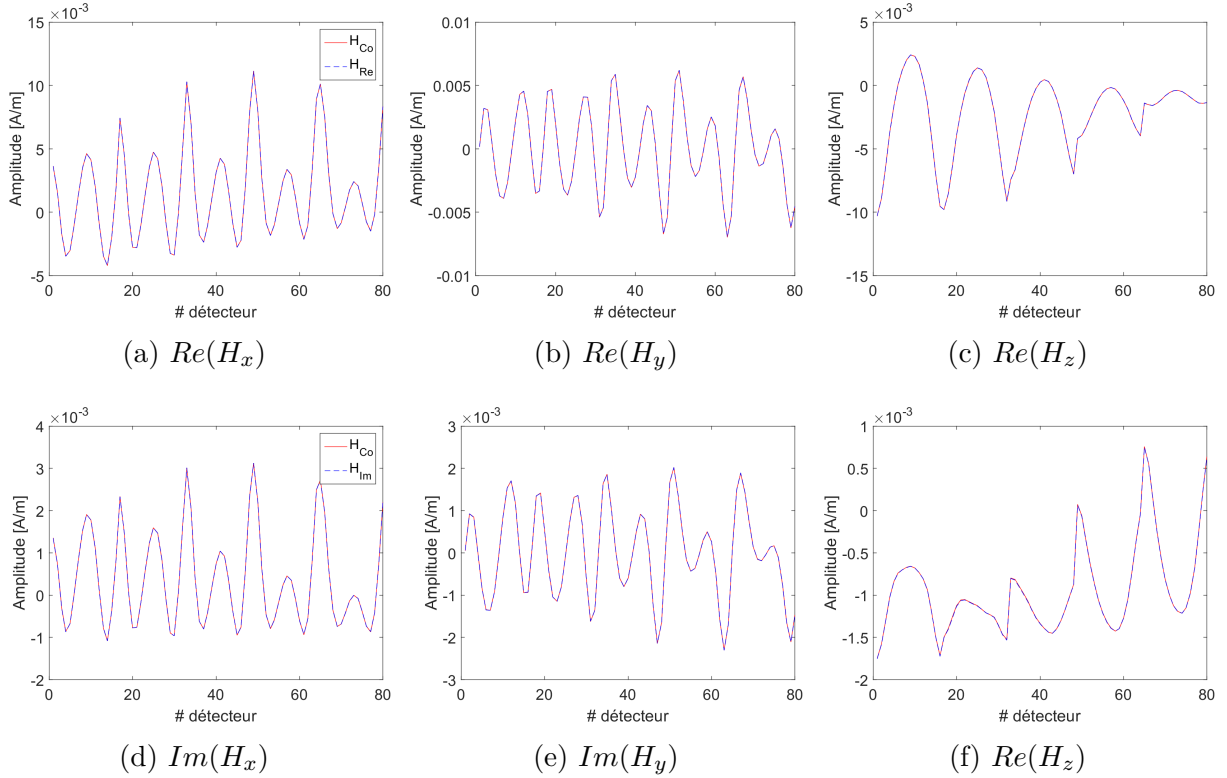 ×10⁻³
15
10
5
0
-5
Amplitude [A/m]
H_Co
H_Re
0 20 40 60 80
# détecteur
(a) Re(H_x)
0.01
0.005
0
-0.005
-0.01
Amplitude [A/m]
0 20 40 60 80
# détecteur
(b) Re(H_y)
×10⁻³
5
0
-5
-10
-15
Amplitude [A/m]
0 20 40 60 80
# détecteur
(c) Re(H_z)
×10⁻³
4
3
2
1
0
-1
-2
Amplitude [A/m]
H_Co
H_Im
0 20 40 60 80
# détecteur
(d) Im(H_x)
×10⁻³
3
2
1
0
-1
-2
-3
Amplitude [A/m]
0 20 40 60 80
# détecteur
(e) Im(H_y)
×10⁻³
1
0.5
0
-0.5
-1
-1.5
-2
Amplitude [A/m]
0 20 40 60 80
# détecteur
(f) Re(H_z)